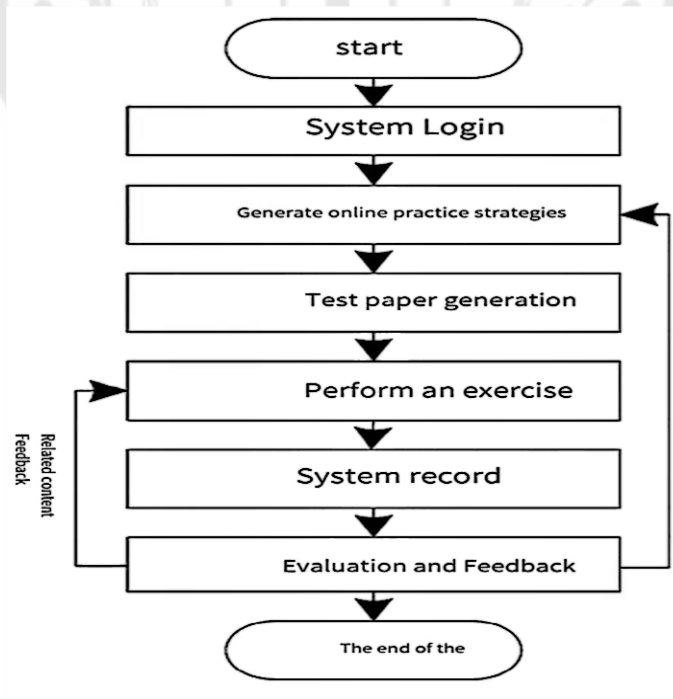 start
System Login
Generate online practice strategies
Test paper generation
Perform an exercise
System record
Evaluation and Feedback
Related content
Feedback
The end of the